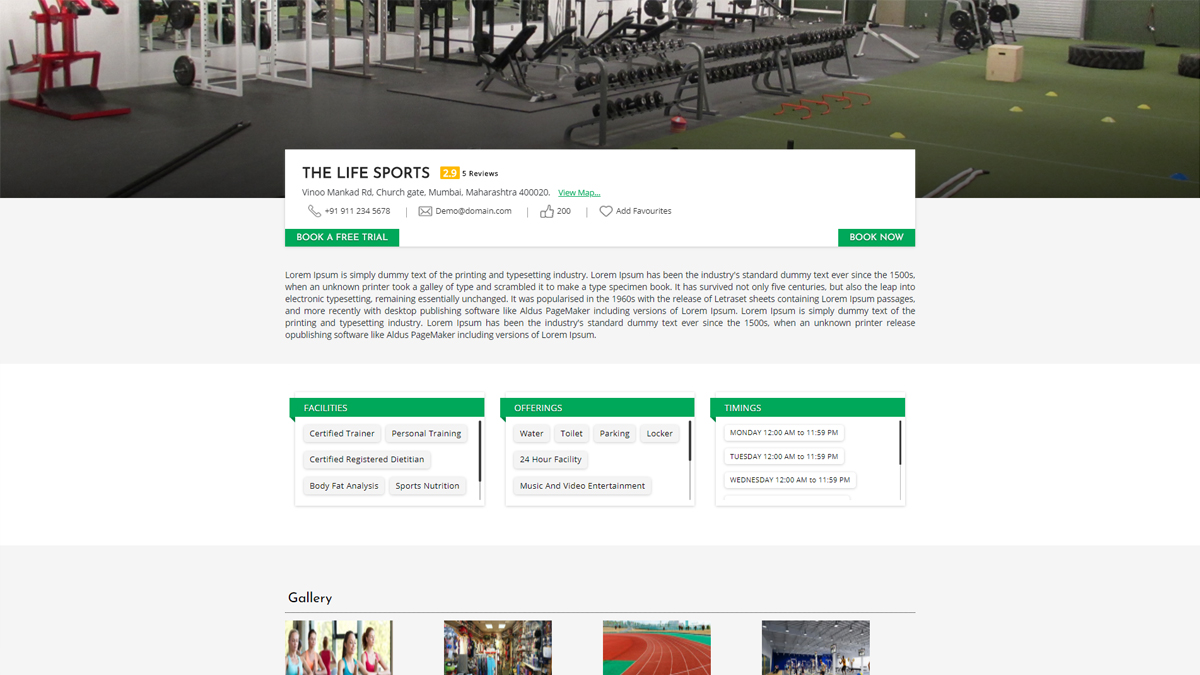 THE LIFE SPORTS 2.9 5 Reviews
Vinoo Mankad Rd, Church gate, Mumbai, Maharashtra 400020. View Map...
+91 911 234 5678 | Demo@domain.com | 200 | Add Favourites
BOOK A FREE TRIAL BOOK NOW
Lorem Ipsum is simply dummy text of the printing and typesetting industry. Lorem Ipsum has been the industry's standard dummy text ever since the 1500s,
when an unknown printer took a galley of type and scrambled it to make a type specimen book. It has survived not only five centuries, but also the leap into
electronic typesetting, remaining essentially unchanged. It was popularised in the 1960s with the release of Letraset sheets containing Lorem Ipsum passages,
and more recently with desktop publishing software like Aldus PageMaker including versions of Lorem Ipsum. Lorem Ipsum is simply dummy text of the
printing and typesetting industry. Lorem Ipsum has been the industry's standard dummy text ever since the 1500s, when an unknown printer release
opublishing software like Aldus PageMaker including versions of Lorem Ipsum.
FACILITIES
Certified Trainer Personal Training
Certified Registered Dietitian
Body Fat Analysis Sports Nutrition
OFFERINGS
Water Toilet Parking Locker
24 Hour Facility
Music And Video Entertainment
TIMINGS
MONDAY 12:00 AM to 11:59 PM
TUESDAY 12:00 AM to 11:59 PM
WEDNESDAY 12:00 AM to 11:59 PM
Gallery